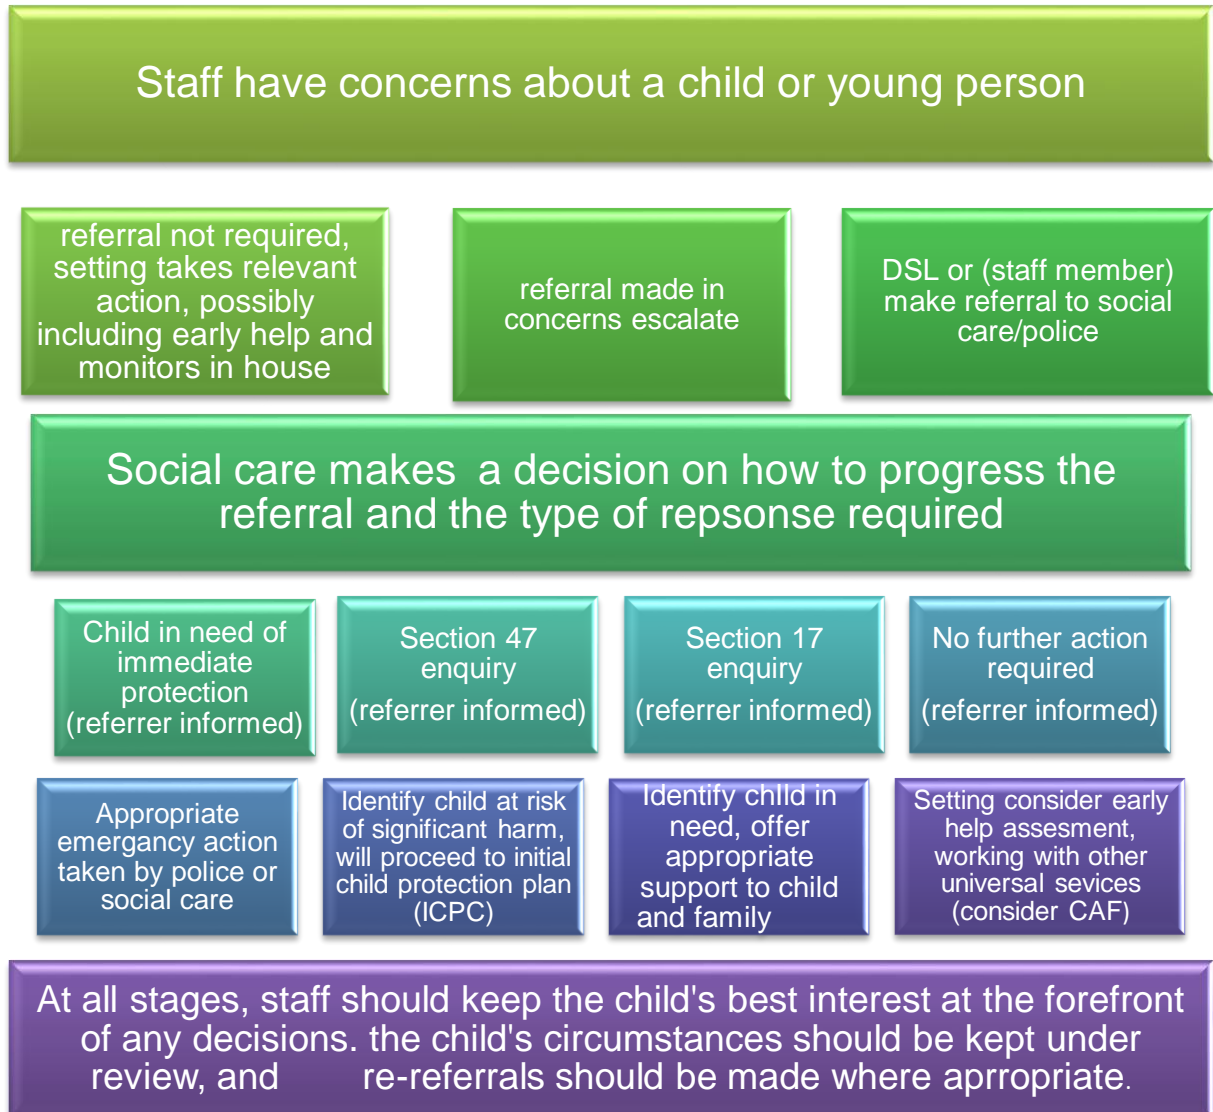 Staff have concerns about a child or young person
referral not required,
setting takes relevant
action, possibly
including early help and
monitors in house
referral made in
concerns escalate
DSL or (staff member)
make referral to social
care/police
Social care makes  a decision on how to progress the
referral and the type of repsonse required
Child in need of
immediate
protection
(referrer informed)
Section 47
enquiry
(referrer informed)
Section 17
enquiry
(referrer informed)
No further action
required
(referrer informed)
Appropriate
emergancy action
taken by police or
social care
Identify child at risk
of significant harm,
will proceed to initial
child protection plan
(ICPC)
Identify chIld in
need, offer
appropriate
support to child
and family
Setting consider early
help assesment,
working with other
universal sevices
(consider CAF)
At all stages, staff should keep the child's best interest at the forefront
of any decisions. the child's circumstances should be kept under
review, and      re-referrals should be made where aprropriate.